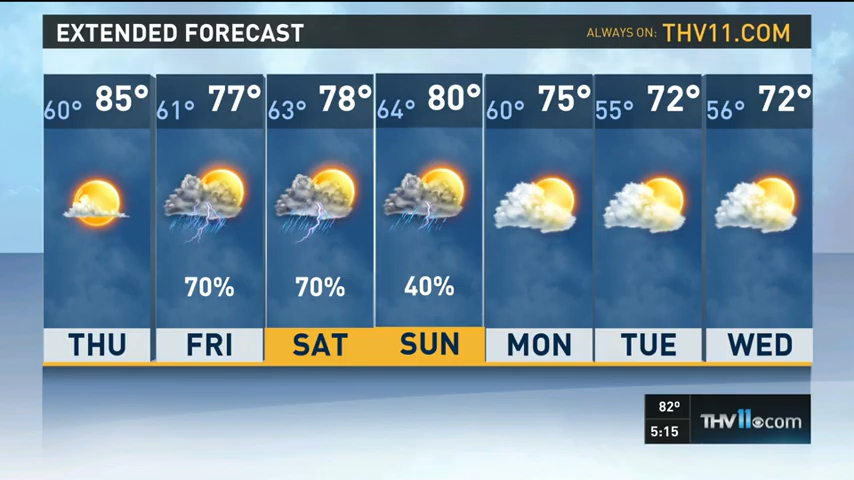 EXTENDED FORECAST
ALWAYS ON: THV11.COM
60° 85° 61° 77° 63° 78° 64° 80° 60° 75° 55° 72° 56° 72°
70% 70% 40%
THU FRI SAT SUN MON TUE WED
82°
5:15
THV11.com